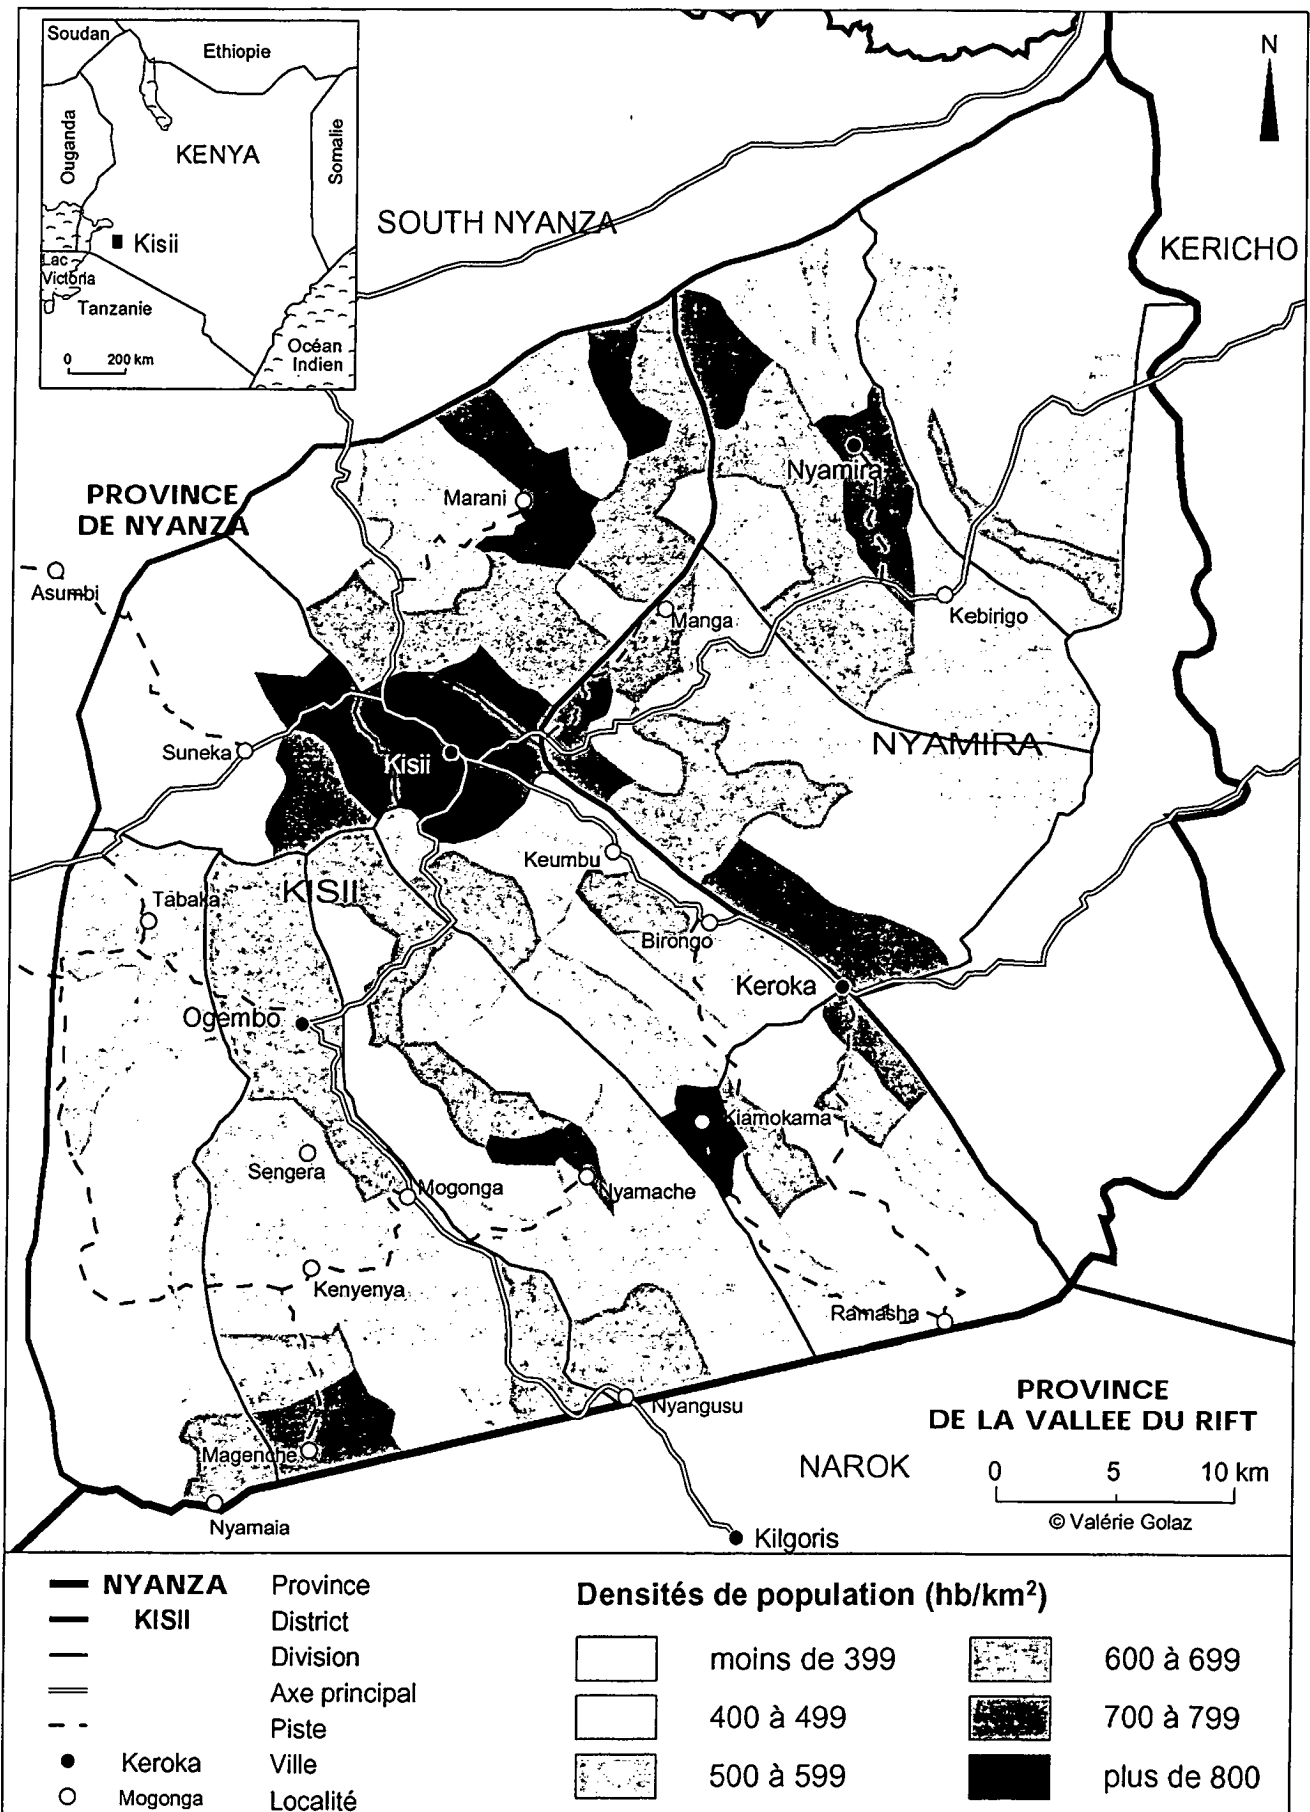 Soudan
Ethiopie
Ouganda
KENYA
Somalie
Kisii
Lac
Victoria
Tanzanie
Océan
Indien
0 200 km
N
SOUTH NYANZA
KERICHO
PROVINCE
DE NYANZA
Nyamira
Marani
Asumbi
Manga
Kebirigo
Suneka
Kisii
NYAMIRA
Keumbu
KISII
Tabaka
Birongo
Keroka
Ogembo
Kiamokama
Sengera
Mogonga
Nyamache
Kenyenya
Ramasha
Nyangusu
PROVINCE
DE LA VALLEE DU RIFT
Magenche
NAROK
0 5 10 km
Nyamaia
© Valérie Golaz
Kilgoris
NYANZA Province
KISII District
Division
Axe principal
Piste
Keroka Ville
Mogonga Localité
Densités de population (hb/km²)
moins de 399
400 à 499
500 à 599
600 à 699
700 à 799
plus de 800